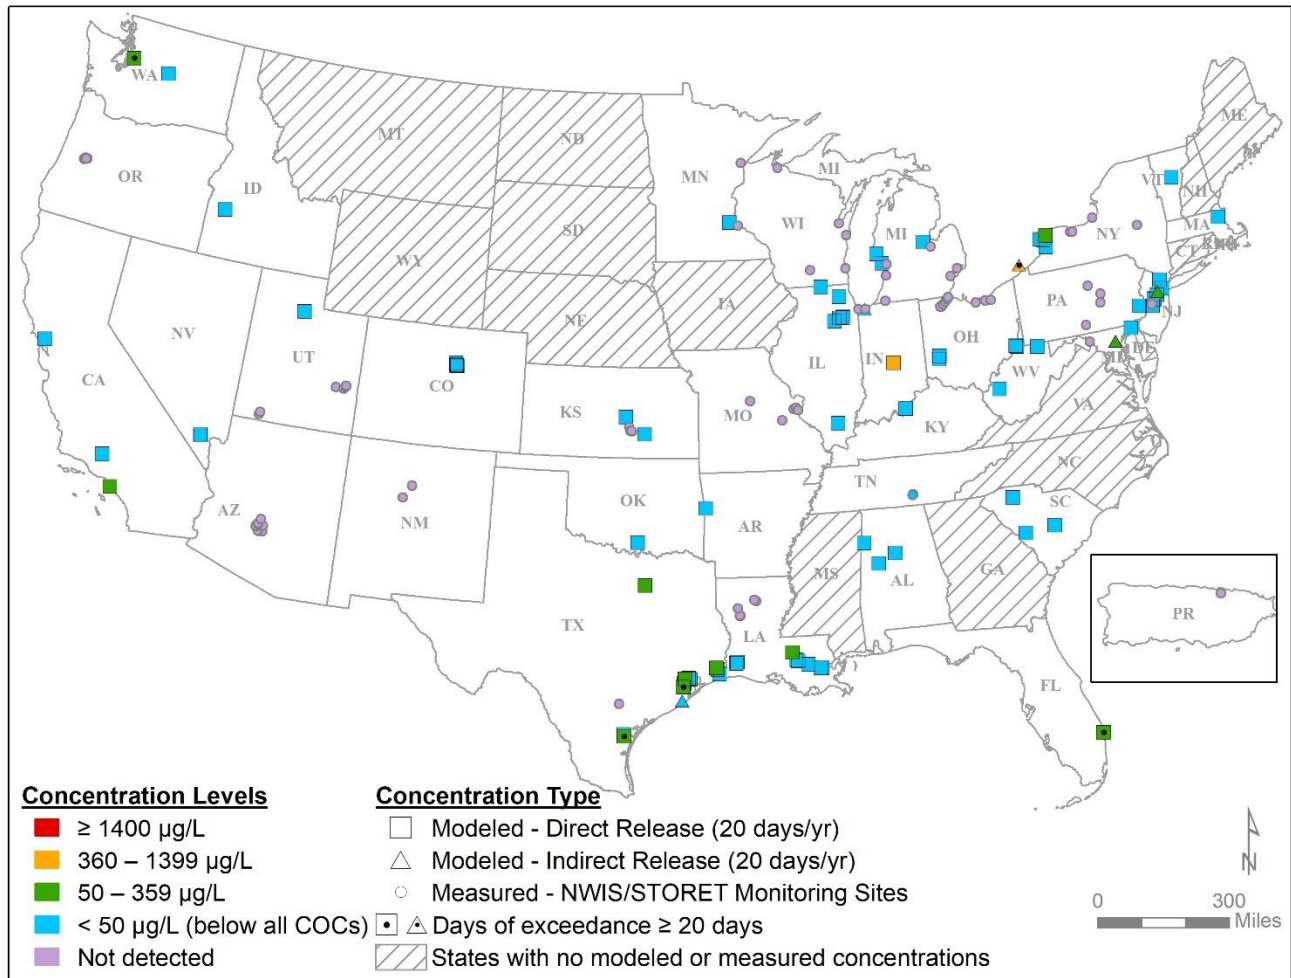 WA
MT
ND
ME
OR
ID
MN
MI
VT
NH
WI
MI
NY
MA
SD
WY
CT
IA
PA
NJ
NE
NV
UT
CA
CO
IL
IN
OH
DE
MD
WV
KS
MO
KY
VA
NC
TN
OK
AZ
NM
AR
SC
MS
AL
GA
TX
LA
PR
FL
Concentration Levels
≥ 1400 µg/L
360 – 1399 µg/L
50 – 359 µg/L
< 50 µg/L (below all COCs)
Not detected
Concentration Type
Modeled - Direct Release (20 days/yr)
Modeled - Indirect Release (20 days/yr)
Measured - NWIS/STORET Monitoring Sites
Days of exceedance ≥ 20 days
States with no modeled or measured concentrations
N
0 300
Miles